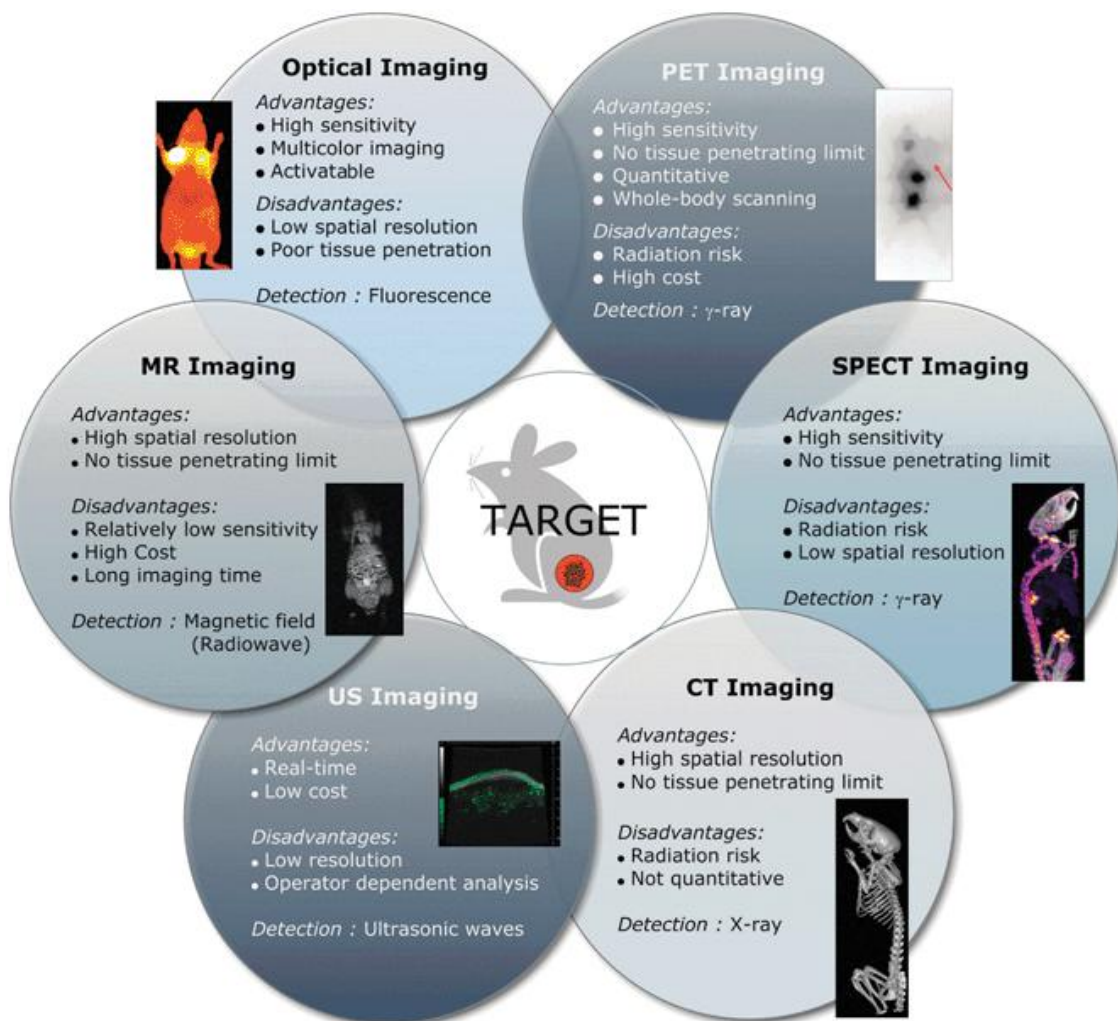 Optical Imaging
Advantages:
• High sensitivity
• Multicolor imaging
• Activatable
Disadvantages:
• Low spatial resolution
• Poor tissue penetration
Detection : Fluorescence
PET Imaging
Advantages:
• High sensitivity
• No tissue penetrating limit
• Quantitative
• Whole-body scanning
Disadvantages:
• Radiation risk
• High cost
Detection : γ-ray
MR Imaging
Advantages:
• High spatial resolution
• No tissue penetrating limit
Disadvantages:
• Relatively low sensitivity
• High Cost
• Long imaging time
Detection : Magnetic field
(Radiowave)
TARGET
SPECT Imaging
Advantages:
• High sensitivity
• No tissue penetrating limit
Disadvantages:
• Radiation risk
• Low spatial resolution
Detection : γ-ray
US Imaging
Advantages:
• Real-time
• Low cost
Disadvantages:
• Low resolution
• Operator dependent analysis
Detection : Ultrasonic waves
CT Imaging
Advantages:
• High spatial resolution
• No tissue penetrating limit
Disadvantages:
• Radiation risk
• Not quantitative
Detection : X-ray